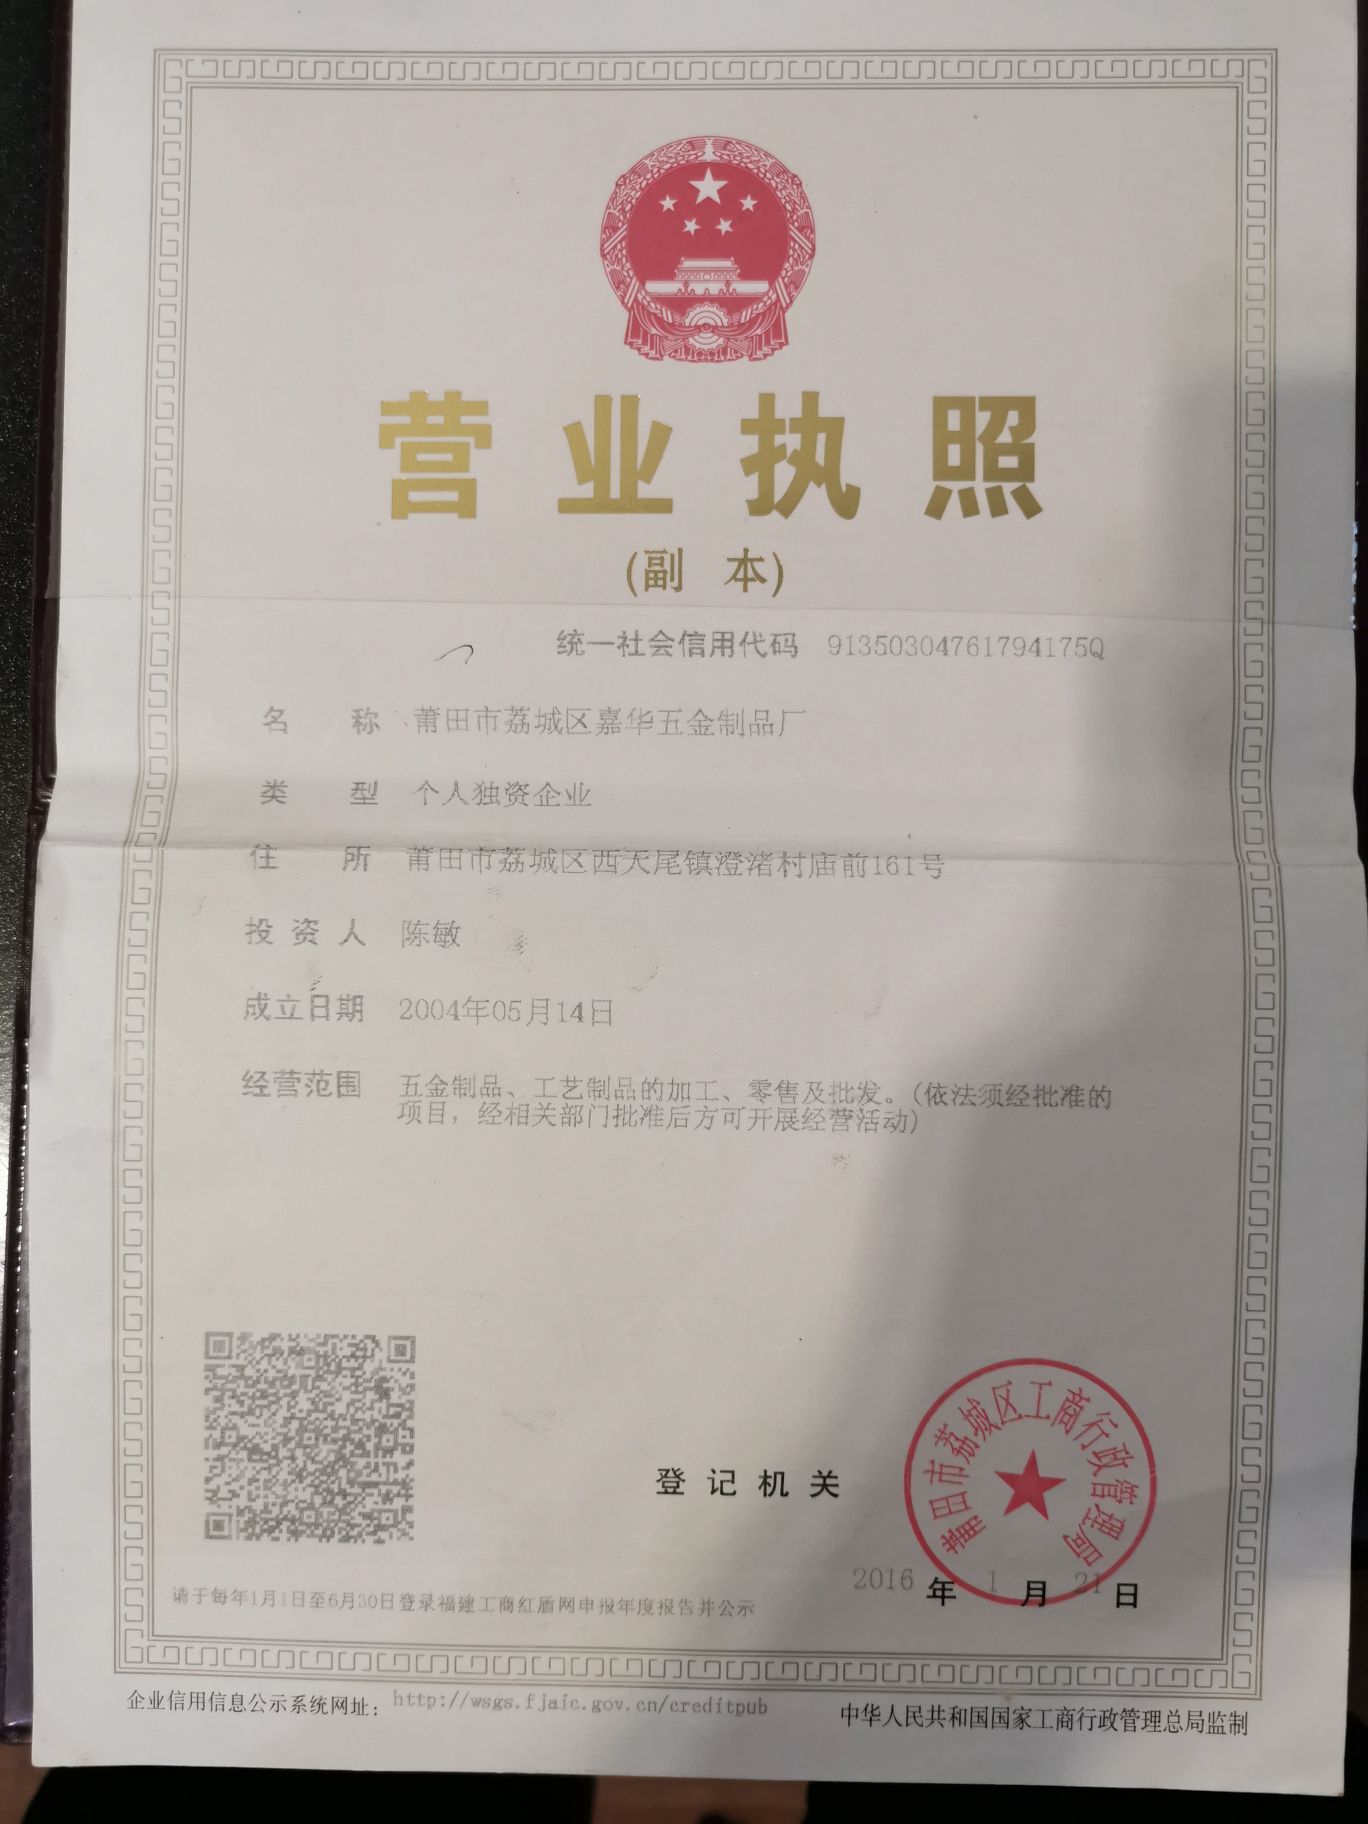 营业执照
(副 本)
统一社会信用代码 91350304761794175Q
名 称 莆田市荔城区嘉华五金制品厂
类 型 个人独资企业
住 所 莆田市荔城区西天尾镇澄渚村庙前161号
投资人 陈敏
成立日期 2004年05月14日
经营范围 五金制品、工艺制品的加工、零售及批发。(依法须经批准的
项目，经相关部门批准后方可开展经营活动)
登记机关
莆田市荔城区工商行政管理局
2016 年 1 月 21 日
请于每年1月1日至6月30日登录福建工商红盾网申报年度报告并公示
企业信用信息公示系统网址： http://wsgs.fjaic.gov.cn/creditpub
中华人民共和国国家工商行政管理总局监制